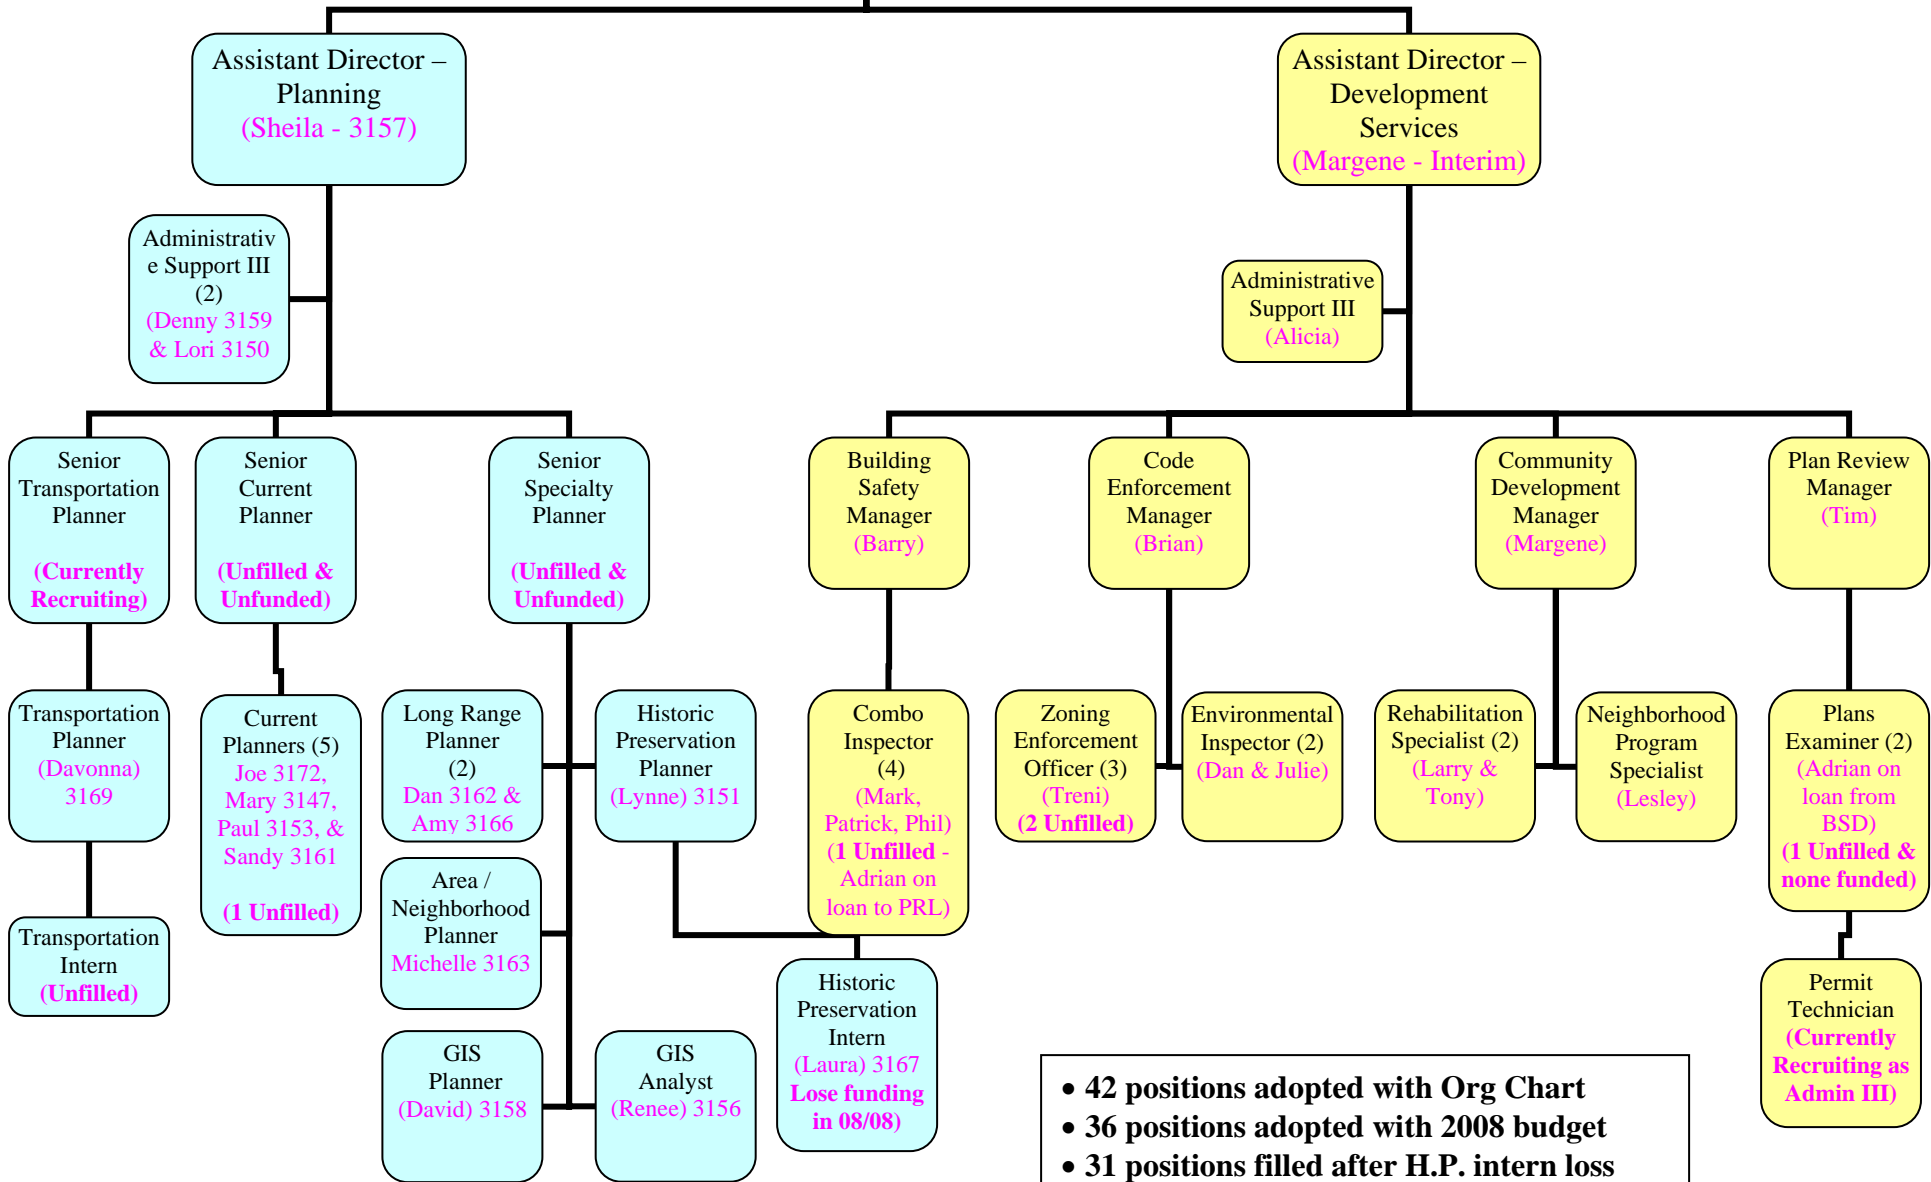 Assistant Director –
Planning
(Sheila - 3157)
Assistant Director –
Development
Services
(Margene - Interim)
Administrativ
e Support III
(2)
(Denny 3159
& Lori 3150
Administrative
Support III
(Alicia)
Senior
Transportation
Planner
(Currently
Recruiting)
Senior
Current
Planner
(Unfilled &
Unfunded)
Senior
Specialty
Planner
(Unfilled &
Unfunded)
Building
Safety
Manager
(Barry)
Code
Enforcement
Manager
(Brian)
Community
Development
Manager
(Margene)
Plan Review
Manager
(Tim)
Transportation
Planner
(Davonna)
3169
Current
Planners (5)
Joe 3172,
Mary 3147,
Paul 3153, &
Sandy 3161
(1 Unfilled)
Long Range
Planner
(2)
Dan 3162 &
Amy 3166
Historic
Preservation
Planner
(Lynne) 3151
Combo
Inspector
(4)
(Mark,
Patrick, Phil)
(1 Unfilled -
Adrian on
loan to PRL)
Zoning
Enforcement
Officer (3)
(Treni)
(2 Unfilled)
Environmental
Inspector (2)
(Dan & Julie)
Rehabilitation
Specialist (2)
(Larry &
Tony)
Neighborhood
Program
Specialist
(Lesley)
Plans
Examiner (2)
(Adrian on
loan from
BSD)
(1 Unfilled &
none funded)
Transportation
Intern
(Unfilled)
Area /
Neighborhood
Planner
Michelle 3163
Historic
Preservation
Intern
(Laura) 3167
Lose funding
in 08/08)
Permit
Technician
(Currently
Recruiting as
Admin III)
GIS
Planner
(David) 3158
GIS
Analyst
(Renee) 3156
• 42 positions adopted with Org Chart
• 36 positions adopted with 2008 budget
• 31 positions filled after H.P. intern loss